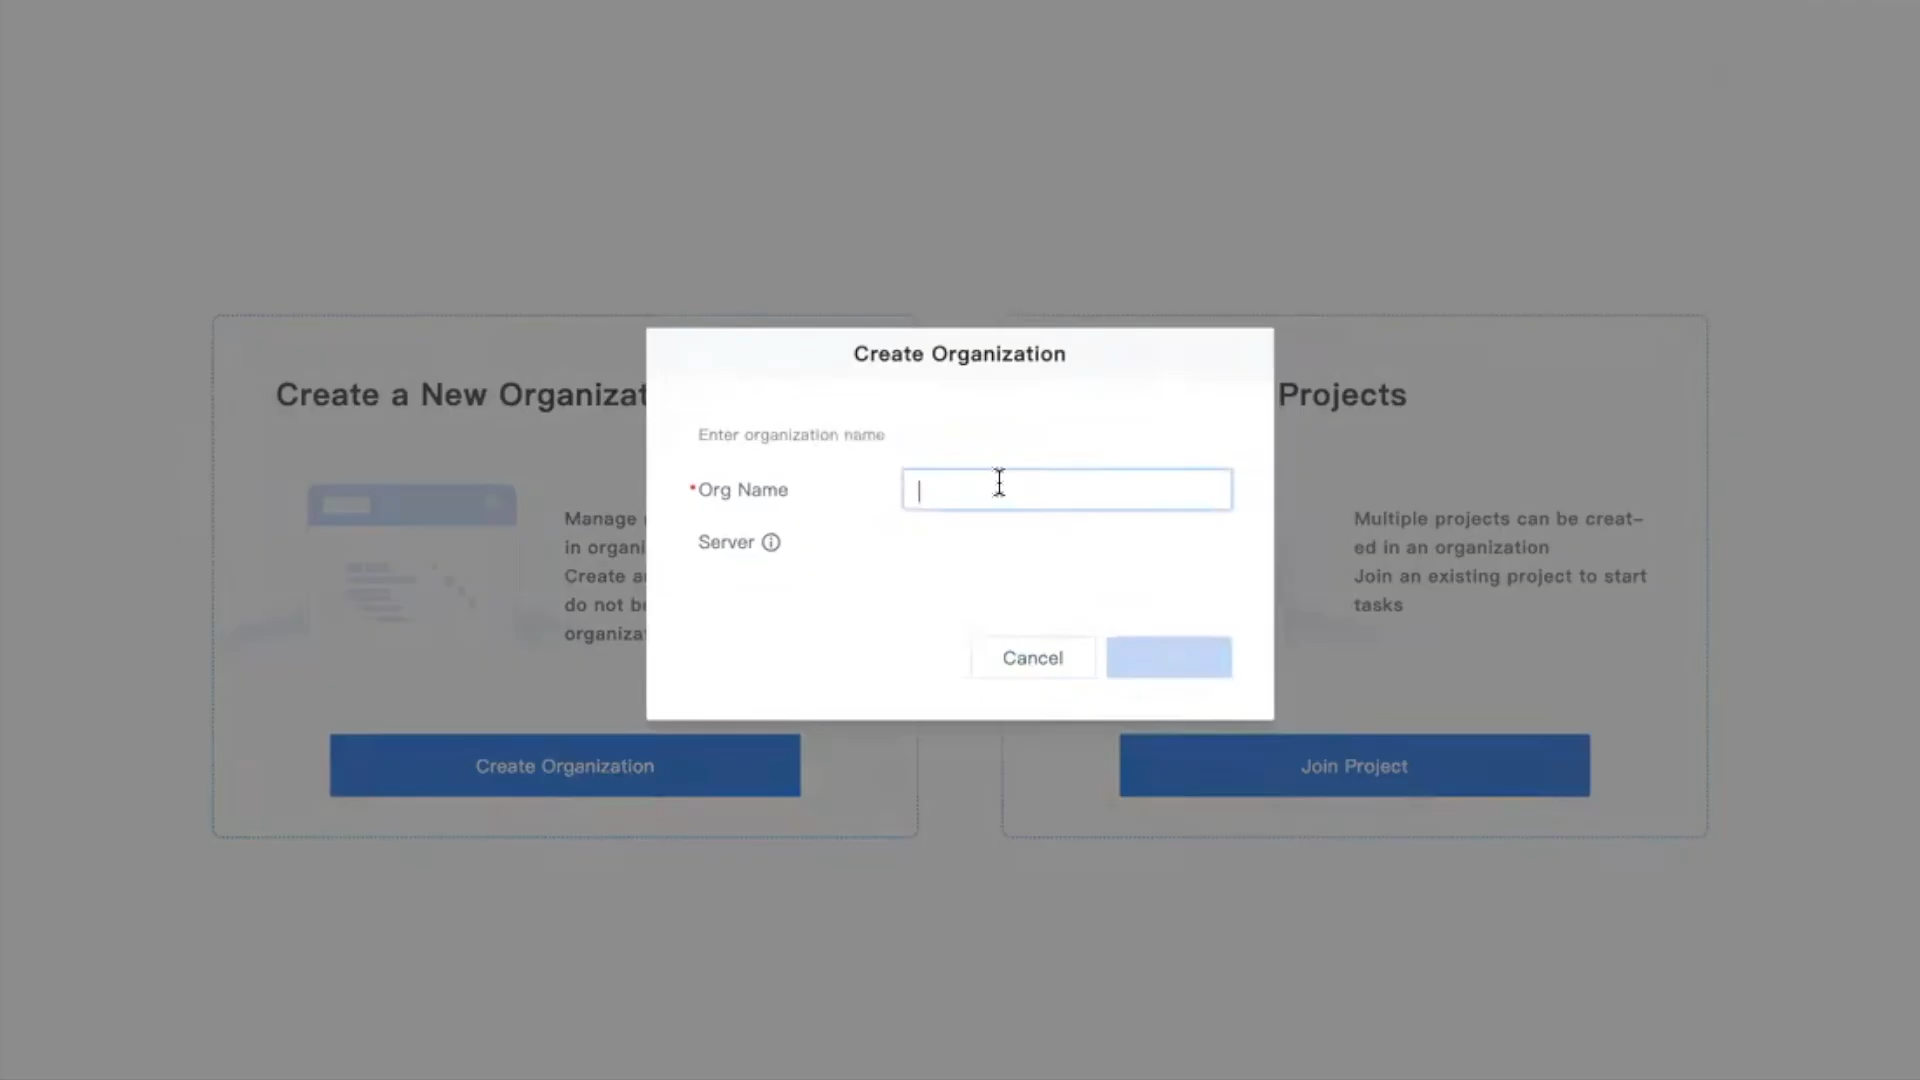 Create Organization
Create a New Organizat
Projects
Enter organization name
*Org Name
Server
Manage
in organi
Create a
do not b
organiza
Multiple projects can be creat-
ed in an organization
Join an existing project to start
tasks
Cancel
Create Organization
Join Project